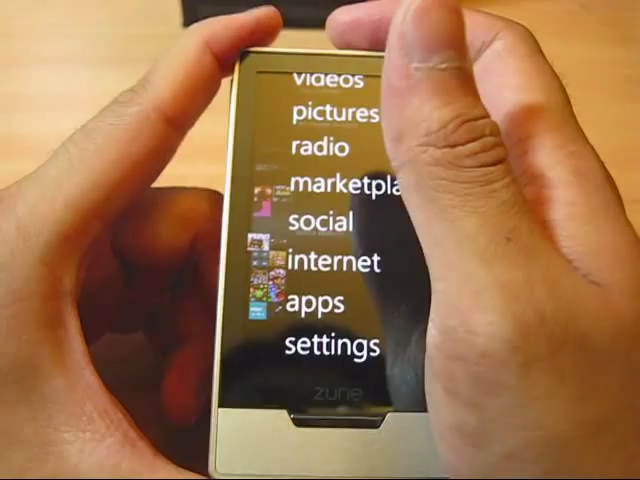 videos
pictures
radio
marketpla
social
internet
apps
settings
zune